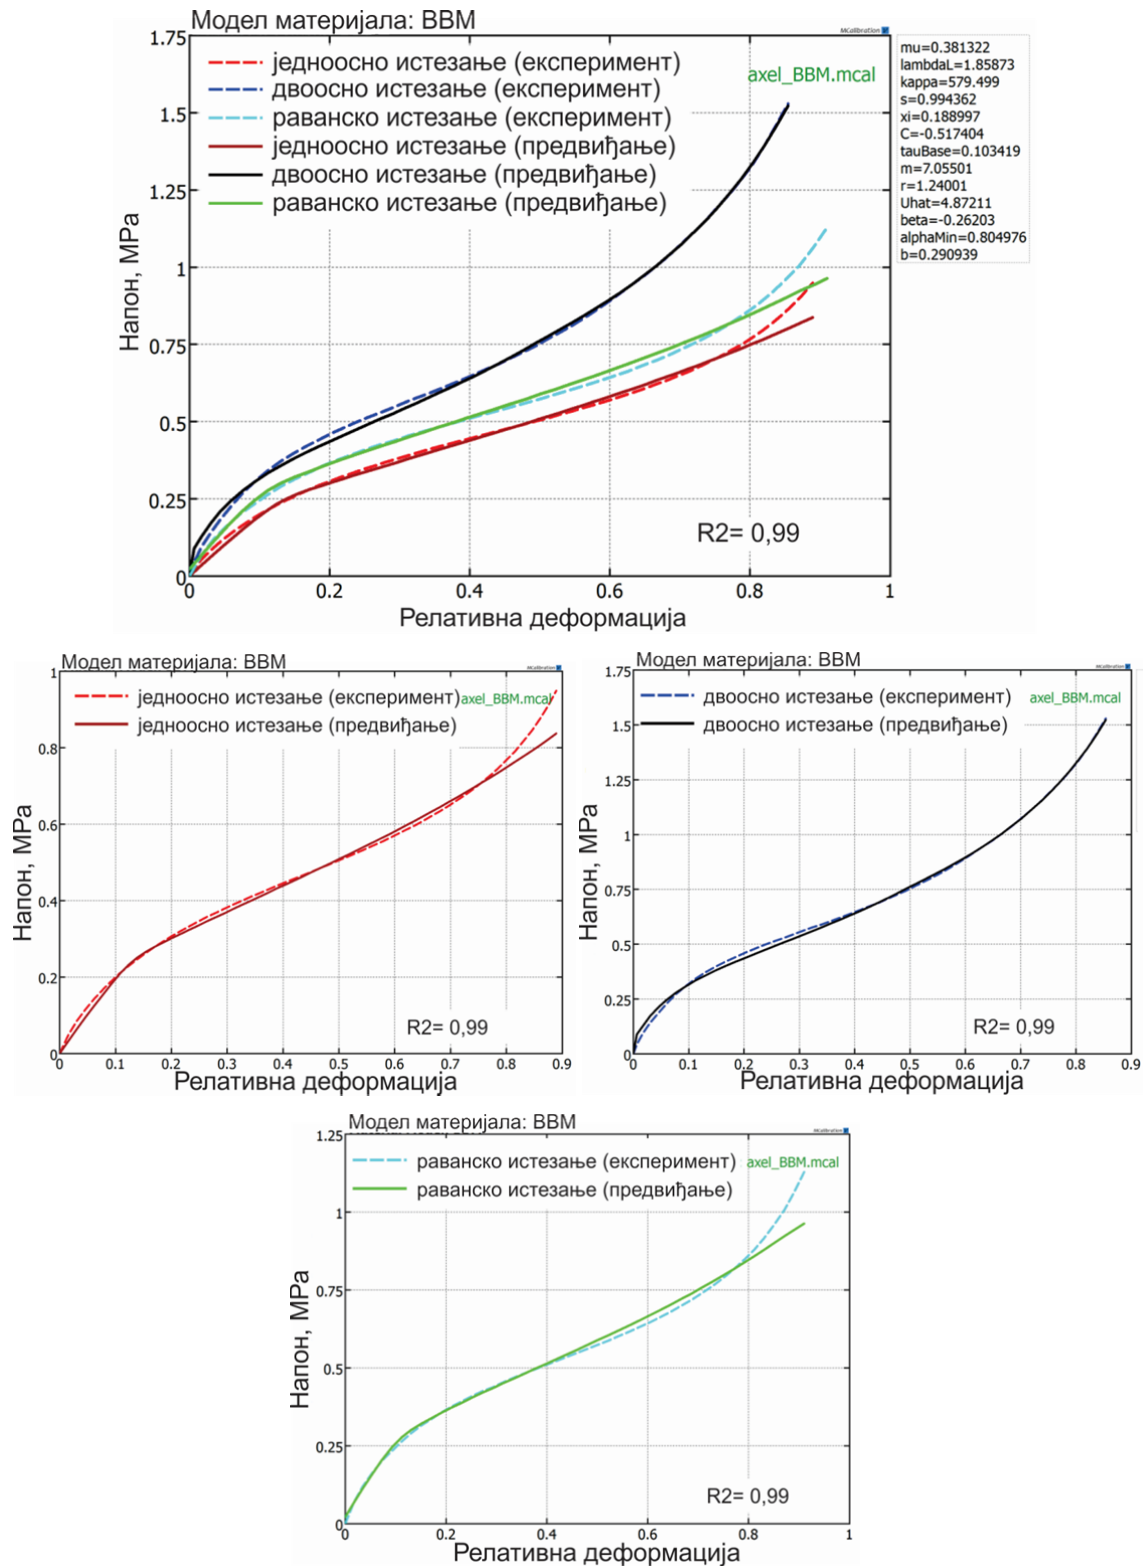 Модел материјала: BBM
MCalibration
1.75
1.5
1.25
1
0.75
0.5
0.25
0
једноосно истезање (експеримент)
двоосно истезање (експеримент)
раванско истезање (експеримент)
једноосно истезање (предвиђање)
двоосно истезање (предвиђање)
раванско истезање (предвиђање)
axel_BBM.mcal
mu=0.381322
lambdaL=1.85873
kappa=579.499
s=0.994362
xi=0.188997
C=-0.517404
tauBase=0.103419
m=7.05501
r=1.24001
Uhat=4.87211
beta=-0.26203
alphaMin=0.804976
b=0.290939
Напон, MPa
R2= 0,99
0 0.2 0.4 0.6 0.8 1
Релативна деформација
Модел материјала: BBM
MCalibration
1
0.8
0.6
0.4
0.2
0
једноосно истезање (експеримент)
једноосно истезање (предвиђање)
axel_BBM.mcal
Напон, MPa
R2= 0,99
0 0.1 0.2 0.3 0.4 0.5 0.6 0.7 0.8 0.9
Релативна деформација
Модел материјала: BBM
MCalibration
1.75
1.5
1.25
1
0.75
0.5
0.25
0
двоосно истезање (експеримент)
двоосно истезање (предвиђање)
axel_BBM.mcal
Напон, MPa
R2= 0,99
0 0.1 0.2 0.3 0.4 0.5 0.6 0.7 0.8 0.9
Релативна деформација
Модел материјала: BBM
MCalibration
1.25
1
0.75
0.5
0.25
0
раванско истезање (експеримент)
раванско истезање (предвиђање)
axel_BBM.mcal
Напон, MPa
R2= 0,99
0 0.2 0.4 0.6 0.8 1
Релативна деформација